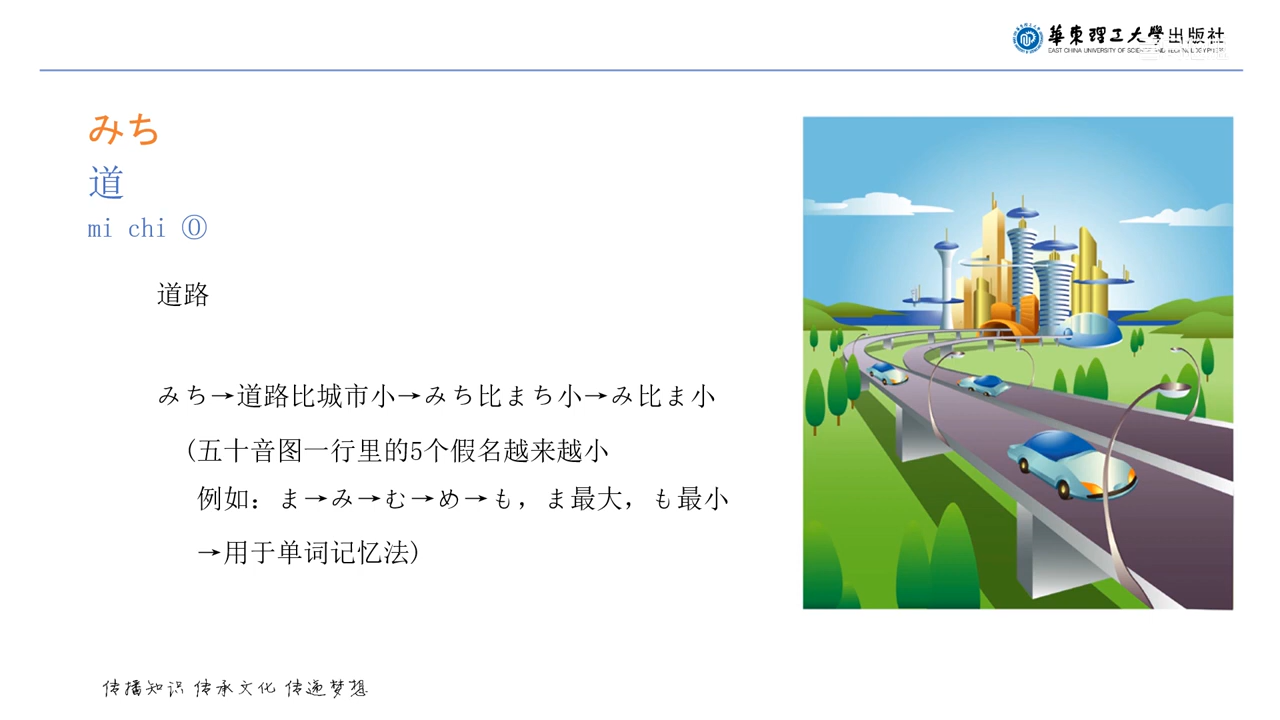 華東理工大學出版社
みち
道
mi chi ⓪
道路
みち→道路比城市小→みち比まち小→み比ま小
(五十音图一行里的5个假名越来越小
例如：ま→み→む→め→も，ま最大，も最小
→用于单词记忆法)
传播知识 传承文化 传递梦想